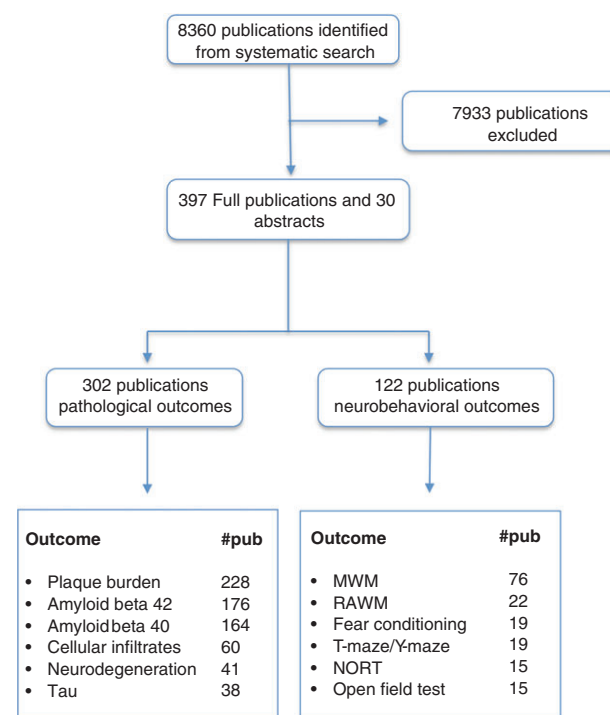 8360 publications identified
from systematic search
7933 publications
excluded
397 Full publications and 30
abstracts
302 publications
pathological outcomes
122 publications
neurobehavioral outcomes
Outcome #pub
• Plaque burden 228
• Amyloid beta 42 176
• Amyloid beta 40 164
• Cellular infiltrates 60
• Neurodegeneration 41
• Tau 38
Outcome #pub
• MWM 76
• RAWM 22
• Fear conditioning 19
• T-maze/Y-maze 19
• NORT 15
• Open field test 15